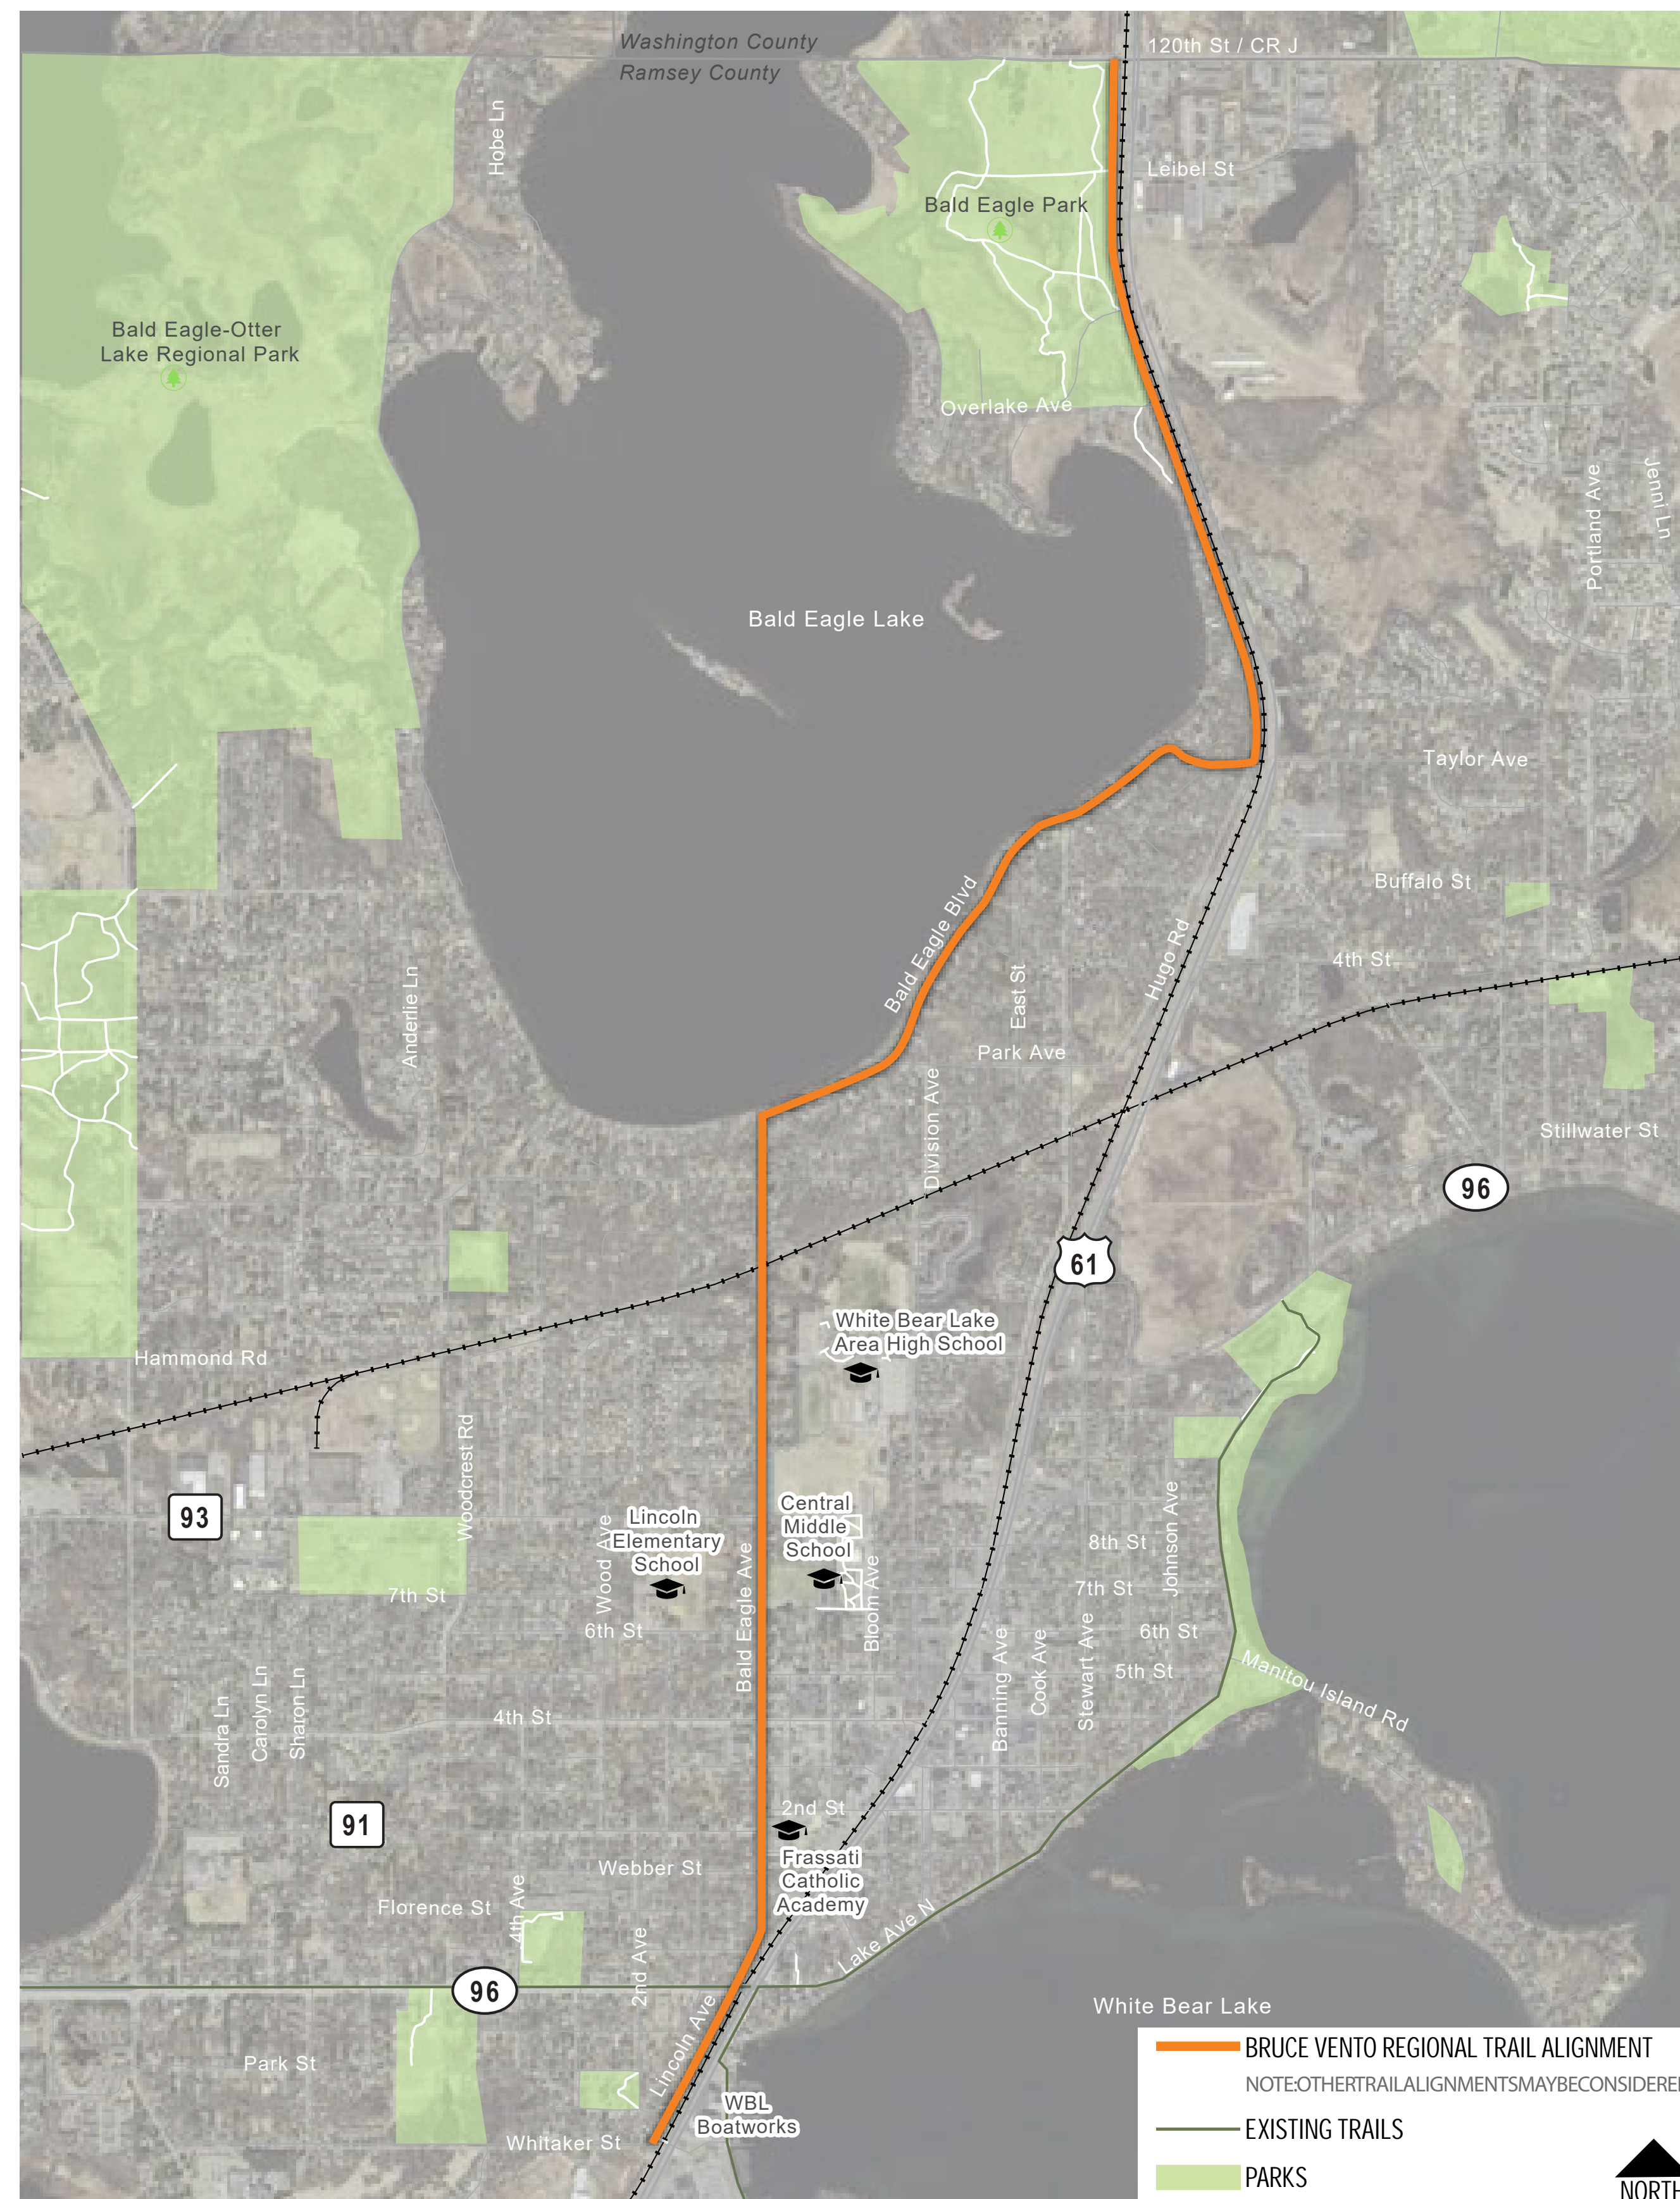 Washington County
Ramsey County
120th St / CR J
Hobe Ln
Leibel St
Bald Eagle Park
Bald Eagle-Otter
Lake Regional Park
Overlake Ave
Portland Ave
Jenni Ln
Bald Eagle Lake
Taylor Ave
Buffalo St
Bald Eagle Blvd
Hugo Rd
4th St
East St
Anderlie Ln
Park Ave
Division Ave
Stillwater St
96
61
White Bear Lake
Area High School
Hammond Rd
Woodcrest Rd
93
Lincoln
Elementary
School
Central
Middle
School
Wood Ave
Bald Eagle Ave
Bloom Ave
Johnson Ave
8th St
7th St
7th St
6th St
6th St
5th St
Banning Ave
Cook Ave
Stewart Ave
Manitou Island Rd
Sandra Ln
Carolyn Ln
Sharon Ln
4th St
91
2nd St
Webber St
Frassati
Catholic
Academy
Florence St
4th Ave
2nd Ave
Lake Ave N
96
Lincoln Ave
White Bear Lake
Park St
WBL
Boatworks
Whitaker St
BRUCE VENTO REGIONAL TRAIL ALIGNMENT
NOTE:OTHERTRAILALIGNMENTSMAYBECONSIDERE
EXISTING TRAILS
PARKS
NORTH